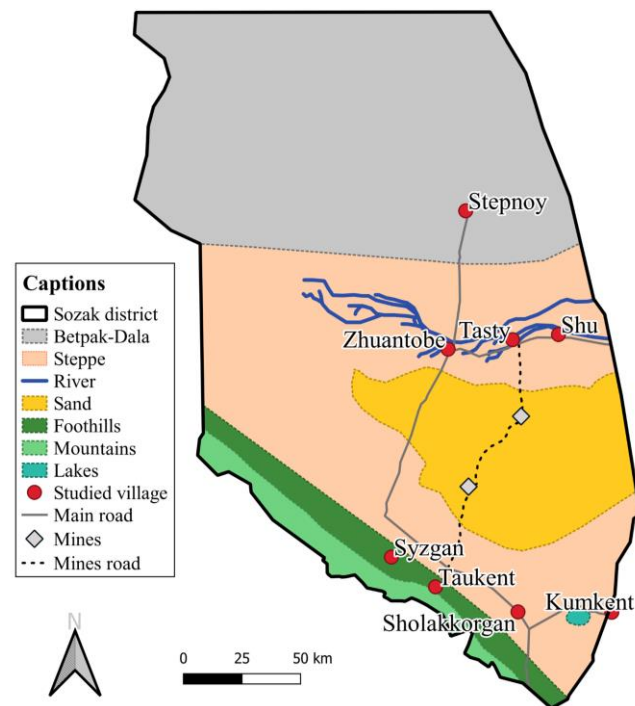 Stepnoy
Zhuantobe
Tasty
Shu
Captions
Sozak district
Betpak-Dala
Steppe
River
Sand
Foothills
Mountains
Lakes
Studied village
Main road
Mines
Mines road
Syzgan
Taukent
Sholakkorgan
Kumkent
N
0 25 50 km